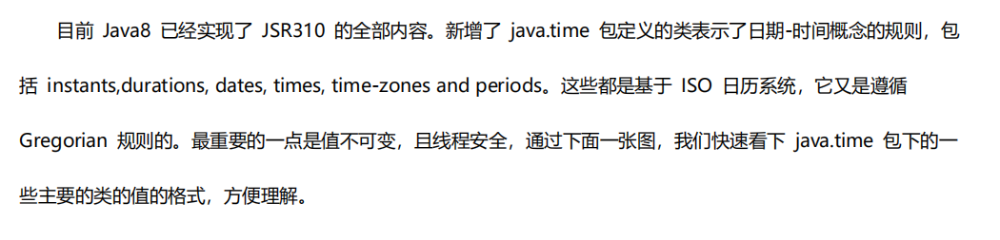 目前 Java8 已经实现了 JSR310 的全部内容。新增了 java.time 包定义的类表示了日期-时间概念的规则，包
括 instants,durations, dates, times, time-zones and periods。这些都是基于 ISO 日历系统，它又是遵循
Gregorian 规则的。最重要的一点是值不可变，且线程安全，通过下面一张图，我们快速看下 java.time 包下的一
些主要的类的值的格式，方便理解。